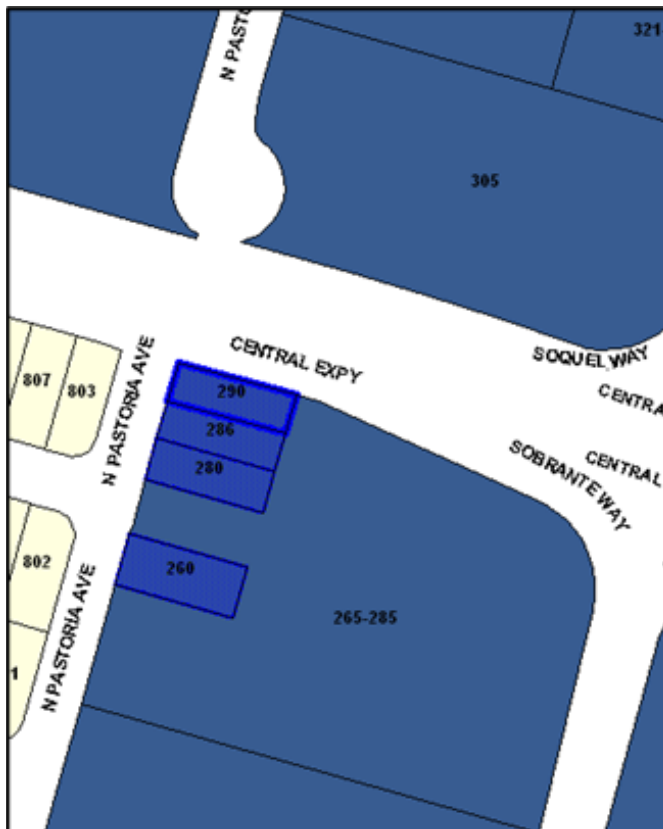 N PASTO
321
305
CENTRAL EXPY
SOQUEL WAY
807
803
N PASTORIA AVE
290
CENTRA
286
280
SOBRANTE WAY
CENTRAL
802
260
N PASTORIA AVE
265-285
1